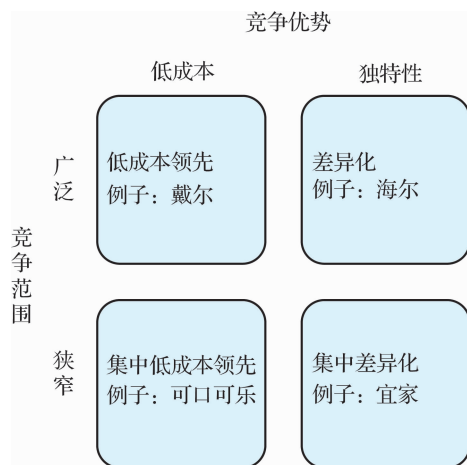 竞争优势
低成本
独特性
竞争范围
广泛
低成本领先
例子：戴尔
差异化
例子：海尔
狭窄
集中低成本领先
例子：可口可乐
集中差异化
例子：宜家